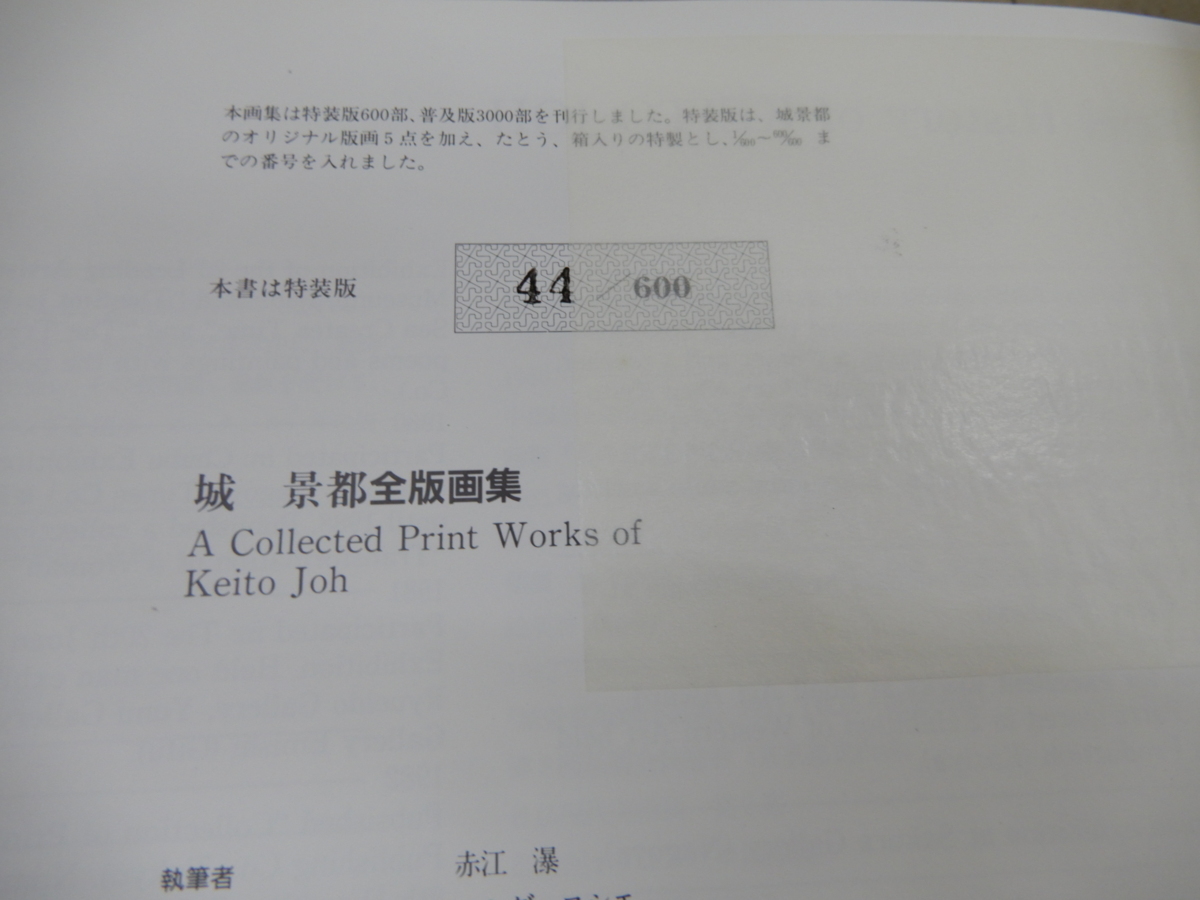 本画集は特装版600部、普及版3000部を刊行しました。特装版は、城景都
のオリジナル版画5点を加え、たとう、箱入りの特製とし、1/600～600/600 ま
での番号を入れました。
本書は特装版 44／600
城　景都全版画集
A Collected Print Works of
Keito Joh
執筆者 赤江　瀑